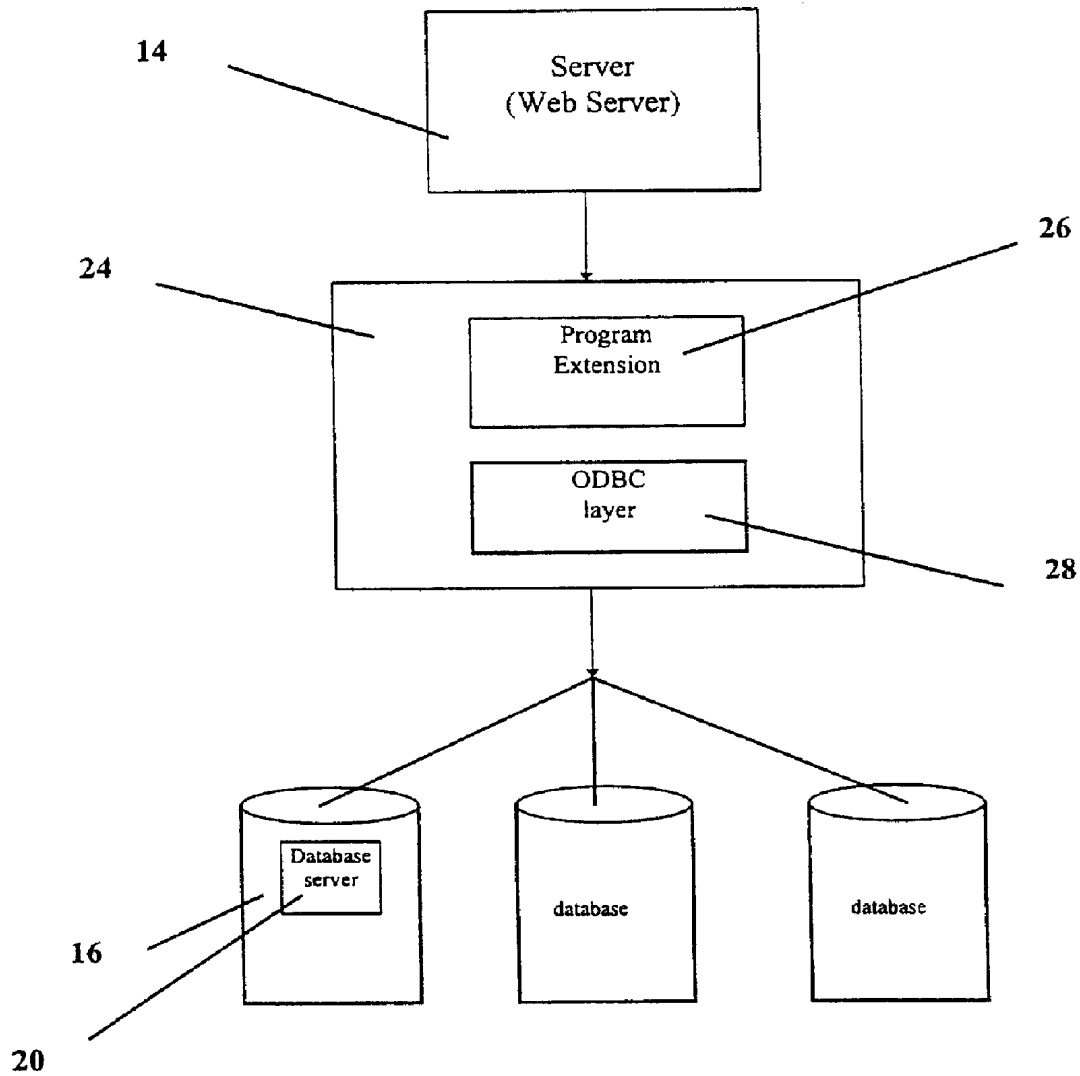 14
Server
(Web Server)
26
24
Program
Extension
ODBC
layer
28
Database
server
database
database
16
20